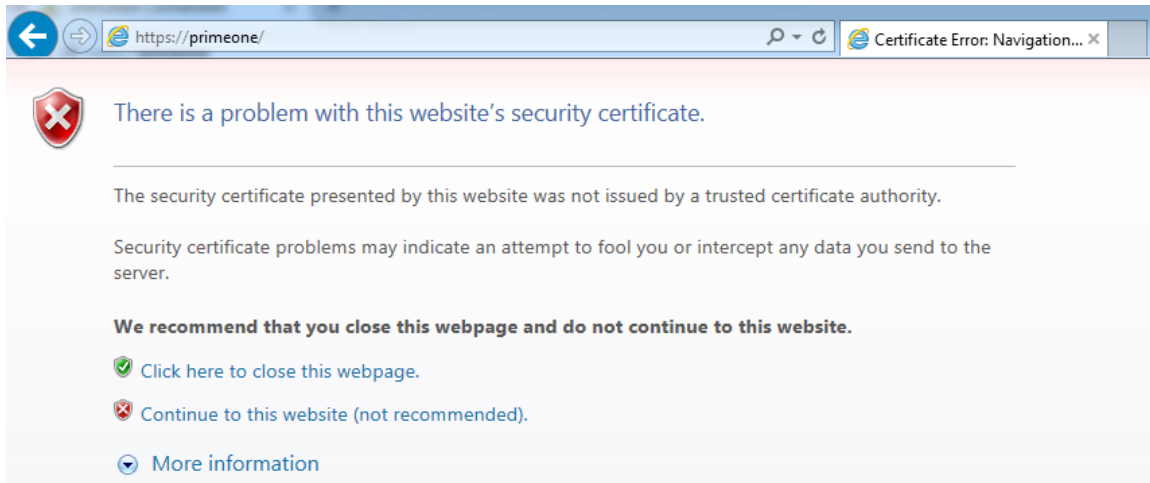 https://primeone/
Certificate Error: Navigation...
There is a problem with this website's security certificate.
The security certificate presented by this website was not issued by a trusted certificate authority.
Security certificate problems may indicate an attempt to fool you or intercept any data you send to the
server.
We recommend that you close this webpage and do not continue to this website.
Click here to close this webpage.
Continue to this website (not recommended).
More information